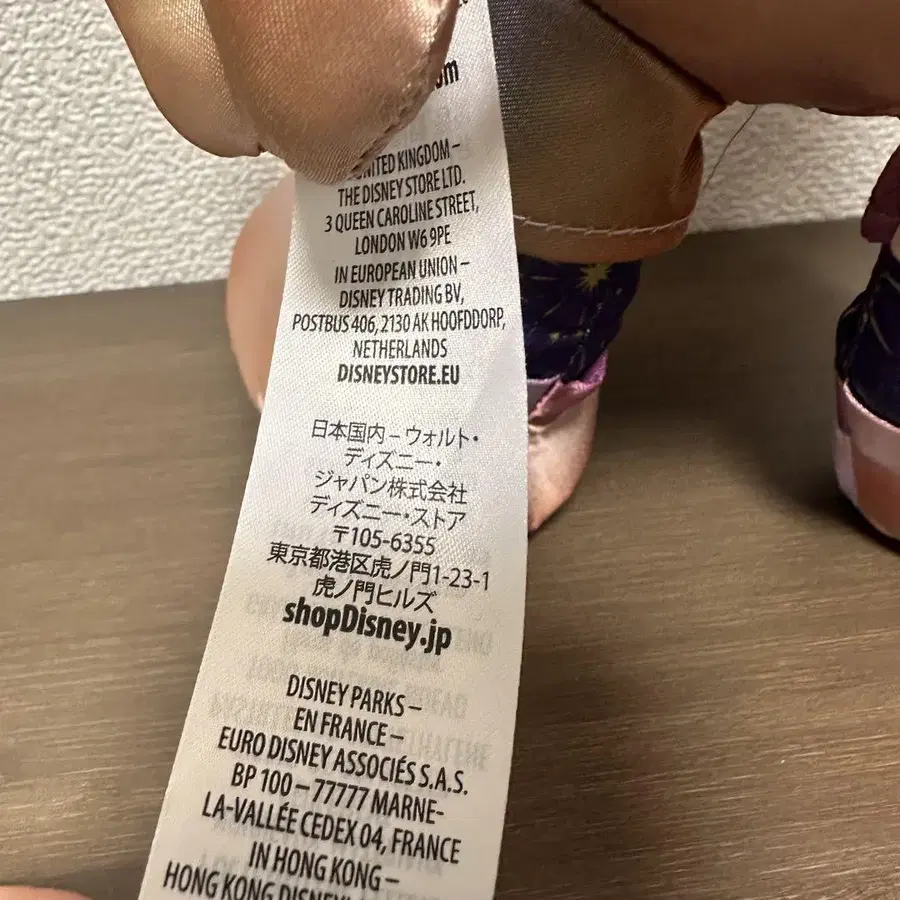 UNITED KINGDOM –
THE DISNEY STORE LTD.
3 QUEEN CAROLINE STREET,
LONDON W6 9PE
IN EUROPEAN UNION –
DISNEY TRADING BV,
POSTBUS 406, 2130 AK HOOFDDORP,
NETHERLANDS
DISNEYSTORE.EU
日本国内 – ウォルト・
ディズニー・
ジャパン株式会社
ディズニー・ストア
〒105-6355
東京都港区虎ノ門1-23-1
虎ノ門ヒルズ
shopDisney.jp
DISNEY PARKS –
EN FRANCE –
EURO DISNEY ASSOCIÉS S.A.S.
BP 100 – 77777 MARNE-
LA-VALLÉE CEDEX 04, FRANCE
IN HONG KONG –
HONG KONG